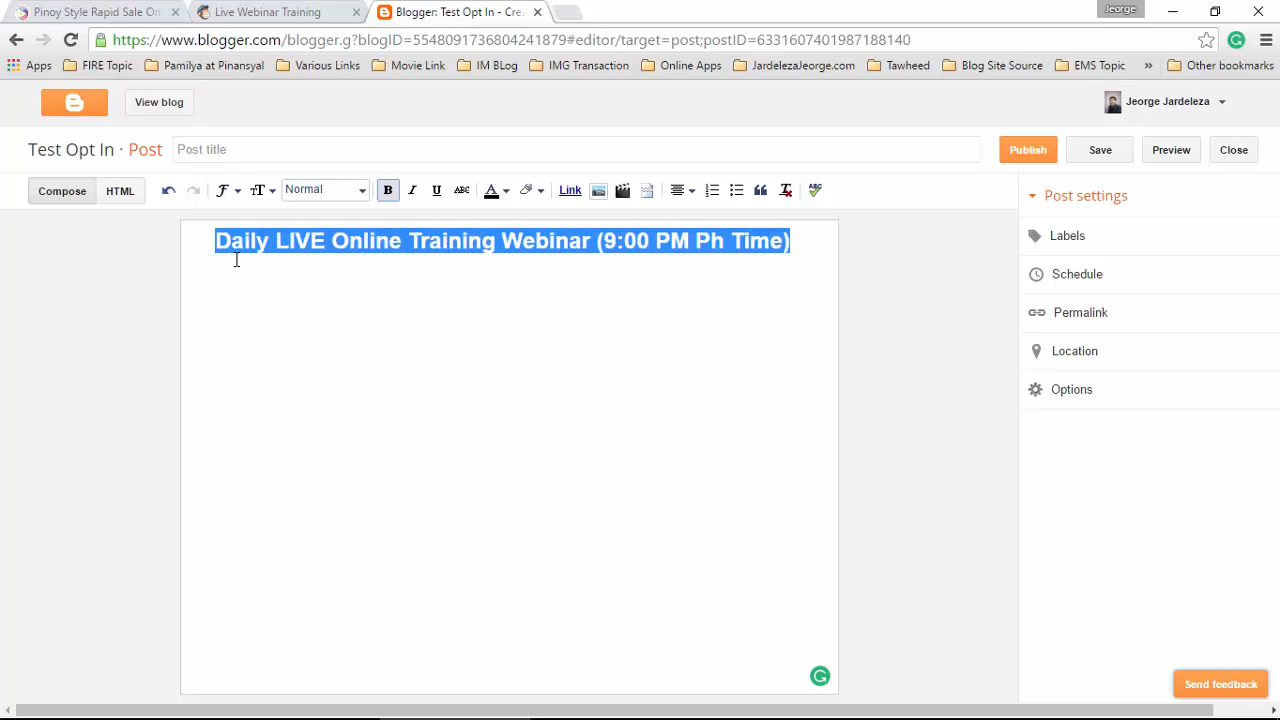 Pinoy Style Rapid Sale On
Live Webinar Training
Blogger: Test Opt In - Cre
Jeorge
https://www.blogger.com/blogger.g?blogID=5548091736804241879#editor/target=post;postID=6331607401987188140
Apps FIRE Topic Pamilya at Pinansyal Various Links Movie Link IM BLog IMG Transaction Online Apps JardelezaJeorge.com Tawheed Blog Site Source EMS Topic » Other bookmarks
View blog
Jeorge Jardeleza
Test Opt In · Post
Post title
Publish Save Preview Close
Compose HTML Normal B I U ABC A Link
Post settings
Daily LIVE Online Training Webinar (9:00 PM Ph Time)
Labels
Schedule
Permalink
Location
Options
Send feedback